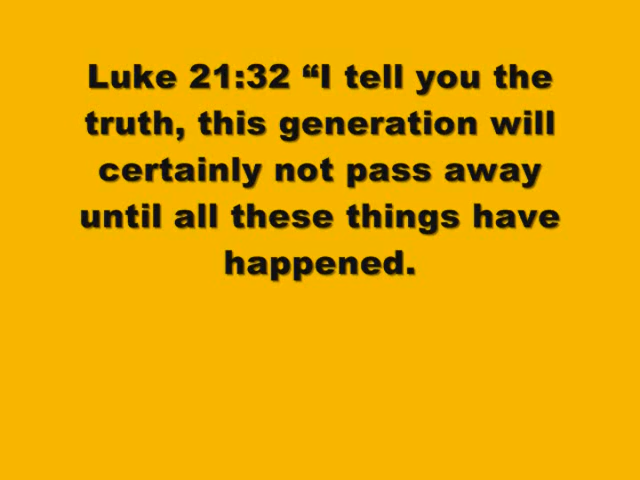 Luke 21:32 “I tell you the
truth, this generation will
certainly not pass away
until all these things have
happened.